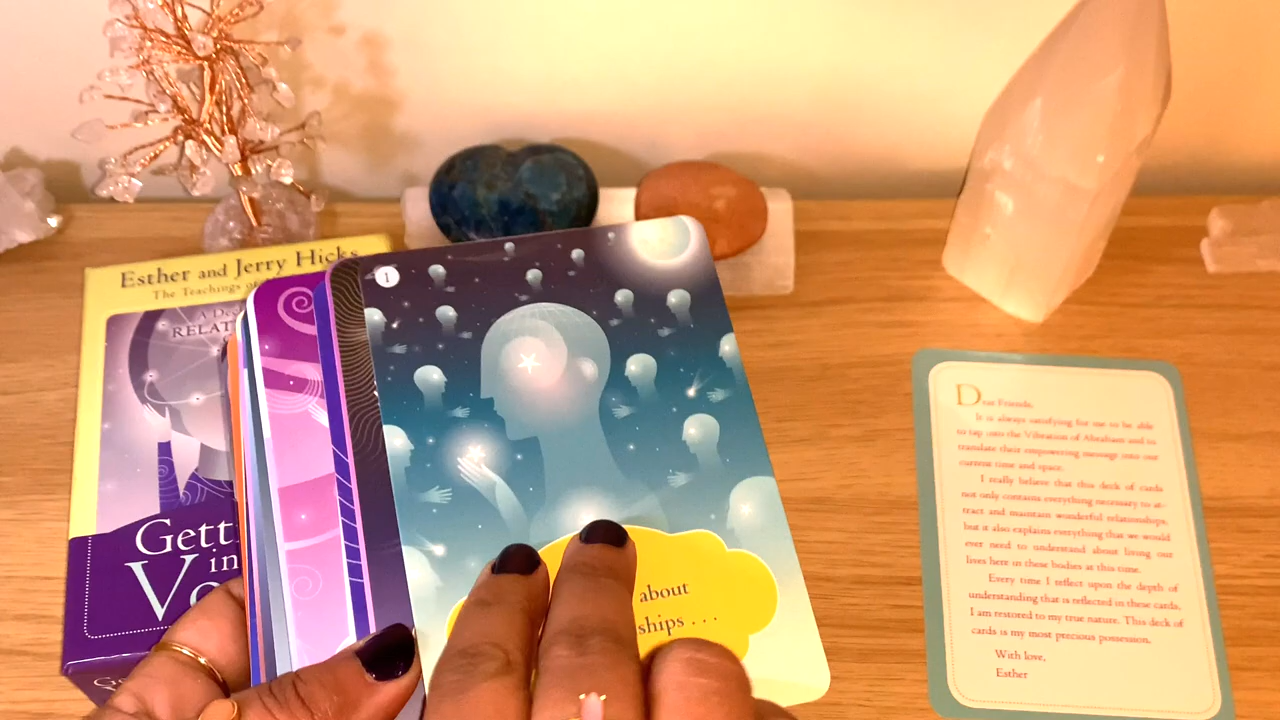 Esther and Jerry Hicks
The Teachings of
A Dec
RELAT
Gett
in
Vo
1
about
ships . . .
Dear Friends,
It is always satisfying for me to be able
to tap into the Vibration of Abraham and to
translate their empowering message into our
current time and space.
I really believe that this deck of cards
not only contains everything necessary to at-
tract and maintain wonderful relationships,
but it also explains everything that we would
ever need to understand about living our
lives here in these bodies at this time.
Every time I reflect upon the depth of
understanding that is reflected in these cards,
I am restored to my true nature. This deck of
cards is my most precious possession.
With love,
Esther